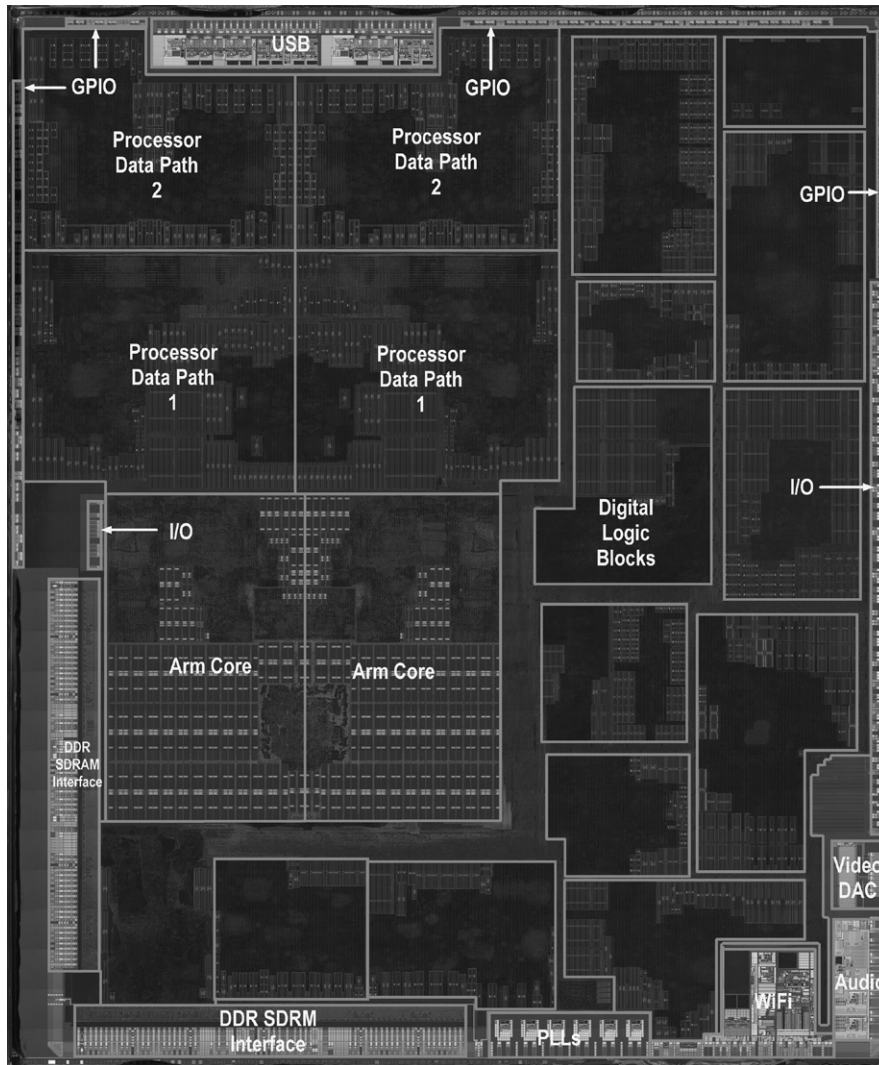 USB
GPIO
GPIO
Processor
Data Path
2
Processor
Data Path
2
GPIO
Processor
Data Path
1
Processor
Data Path
1
I/O
I/O
Digital
Logic
Blocks
Arm Core
Arm Core
DDR
SDRAM
Interface
Video
DAC
Audio
WiFi
DDR SDRM
Interface
PLLs